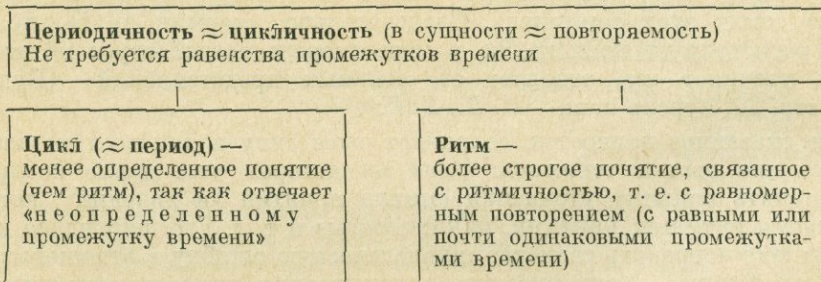 Периодичность ≈ цикличность (в сущности ≈ повторяемость)
Не требуется равенства промежутков времени
Цикл (≈ период) —
менее определенное понятие
(чем ритм), так как отвечает
«неопределенному
промежутку времени»
Ритм —
более строгое понятие, связанное
с ритмичностью, т. е. с равномер-
ным повторением (с равными или
почти одинаковыми промежутка-
ми времени)